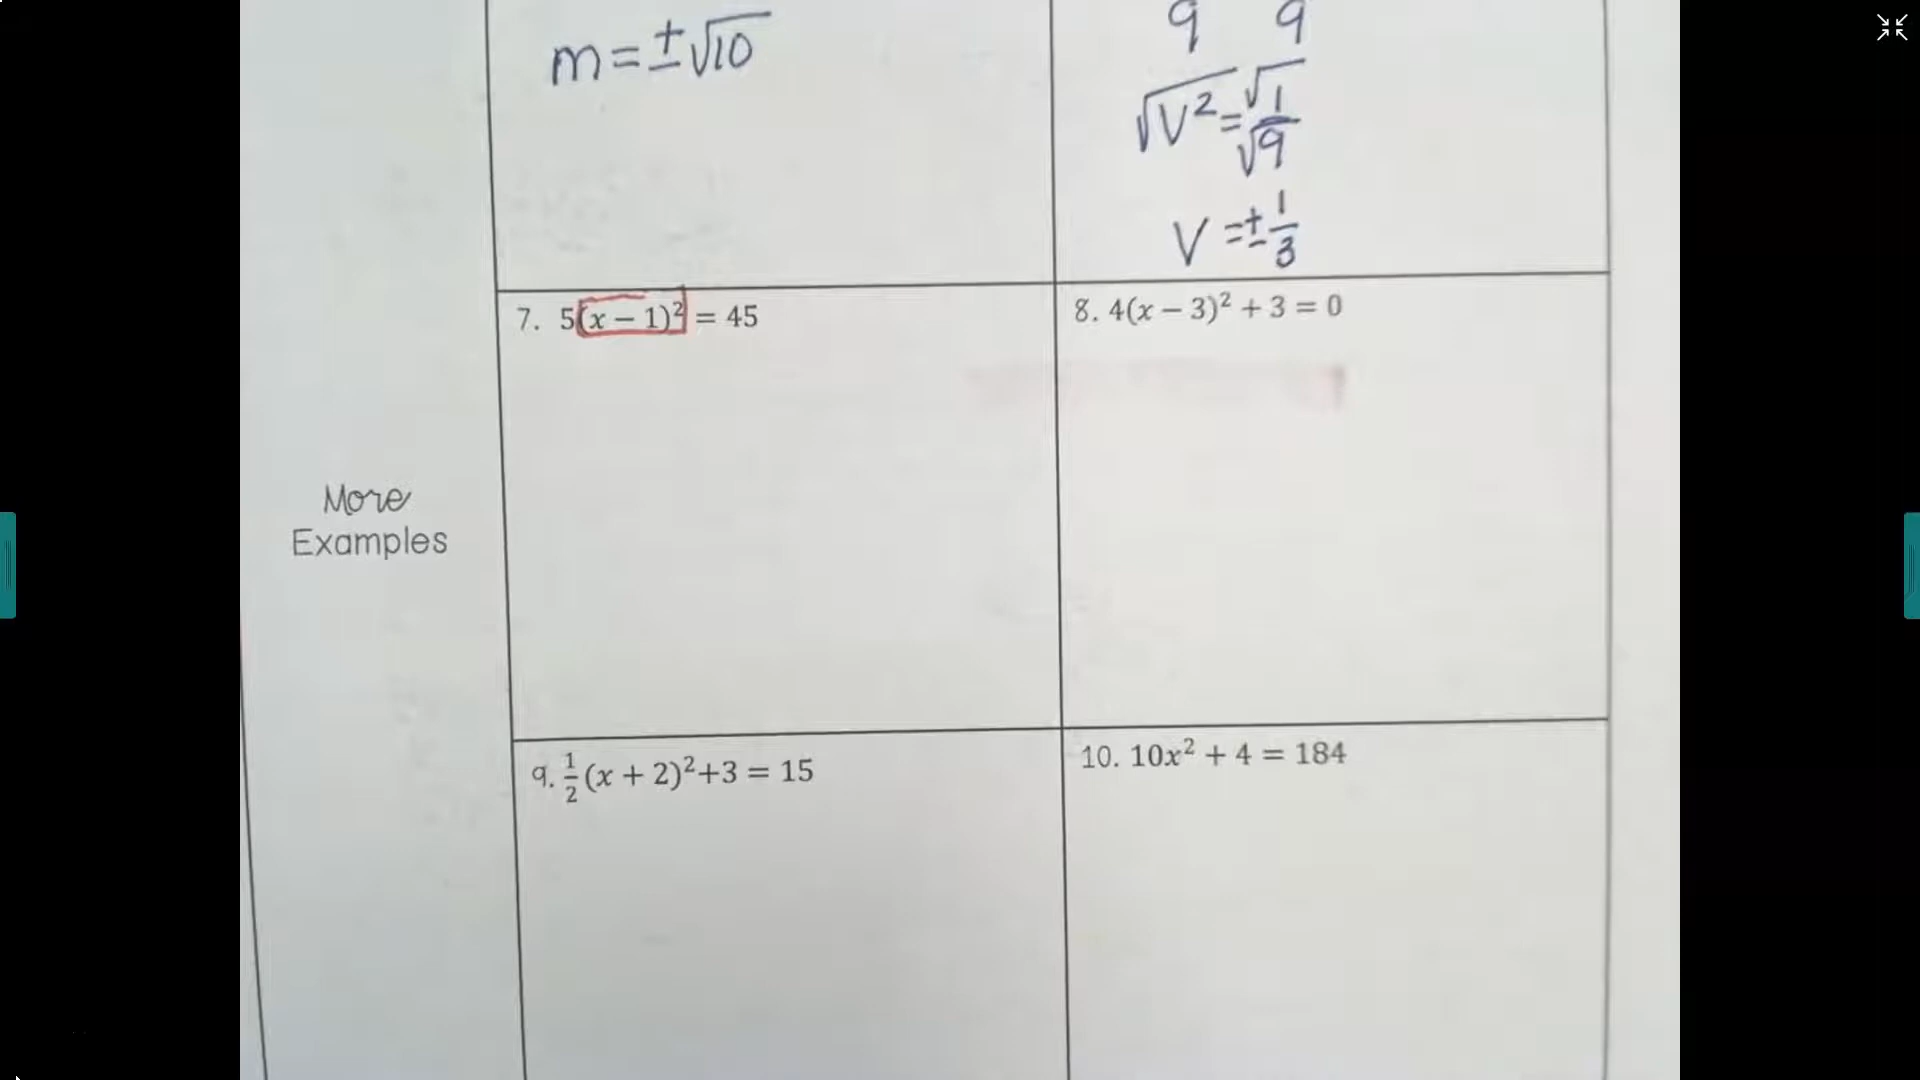 m = ±√10
9 9
√V² = √1/√9
V = ± 1/3
7. 5(x − 1)² = 45
8. 4(x − 3)² + 3 = 0
More
Examples
9. 1/2 (x + 2)²+3 = 15
10. 10x² + 4 = 184